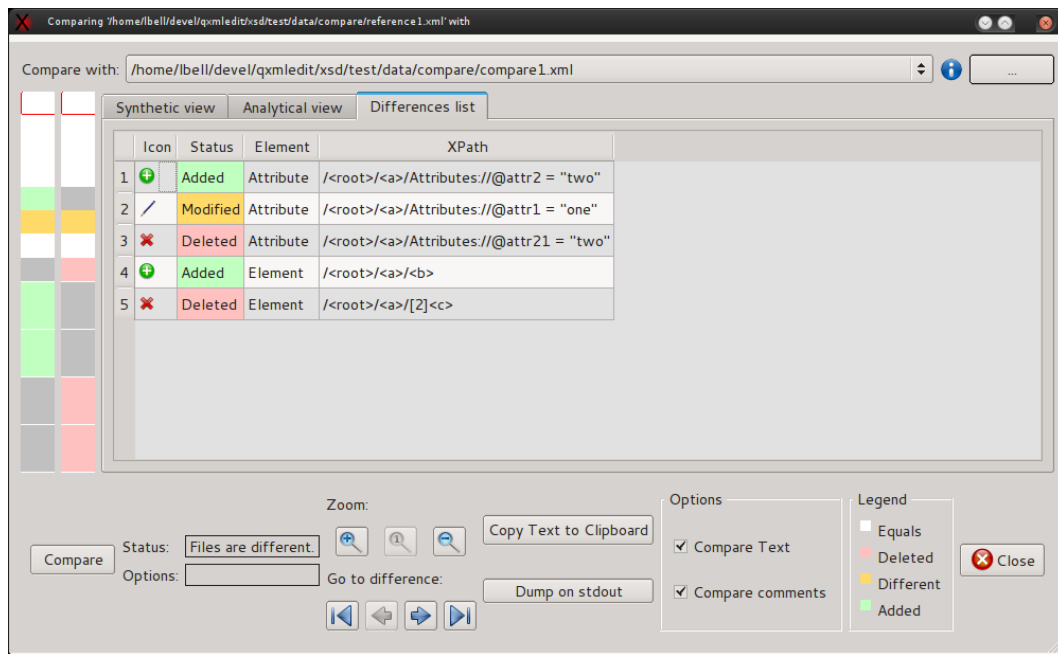 Comparing '/home/lbell/devel/qxmledit/xsd/test/data/compare/reference1.xml' with
Compare with: /home/lbell/devel/qxmledit/xsd/test/data/compare/compare1.xml ...
Synthetic view Analytical view Differences list
Icon Status Element XPath
1 Added Attribute /<root>/<a>/Attributes://@attr2 = "two"
2 Modified Attribute /<root>/<a>/Attributes://@attr1 = "one"
3 Deleted Attribute /<root>/<a>/Attributes://@attr21 = "two"
4 Added Element /<root>/<a>/<b>
5 Deleted Element /<root>/<a>/[2]<c>
Compare
Status: Files are different.
Options:
Zoom:
1
Go to difference:
Copy Text to Clipboard
Dump on stdout
Options
Compare Text
Compare comments
Legend
Equals
Deleted
Different
Added
Close